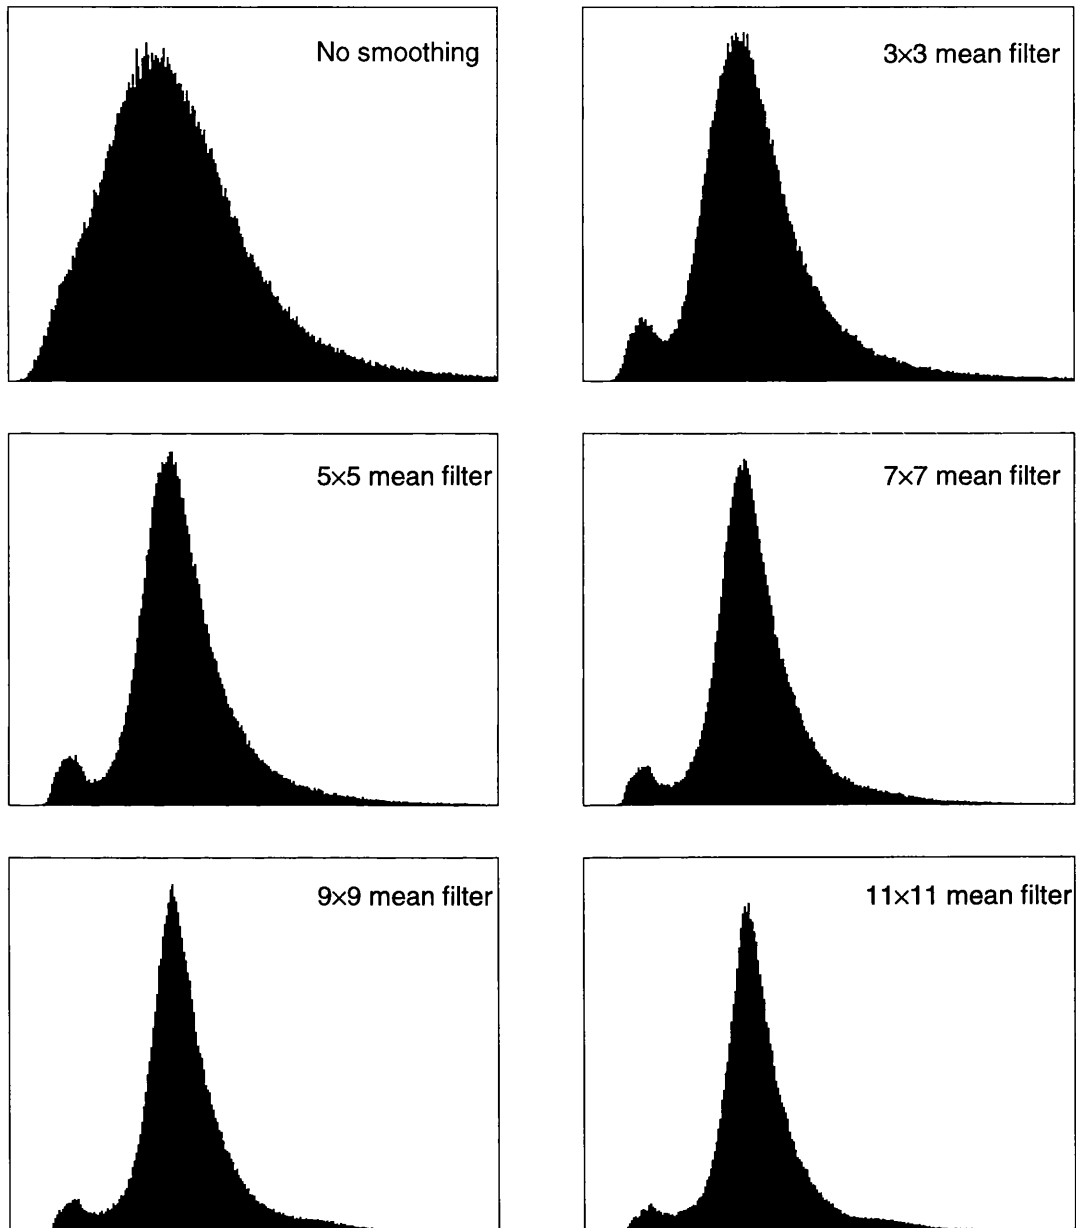 No smoothing
3×3 mean filter
5×5 mean filter
7×7 mean filter
9×9 mean filter
11×11 mean filter